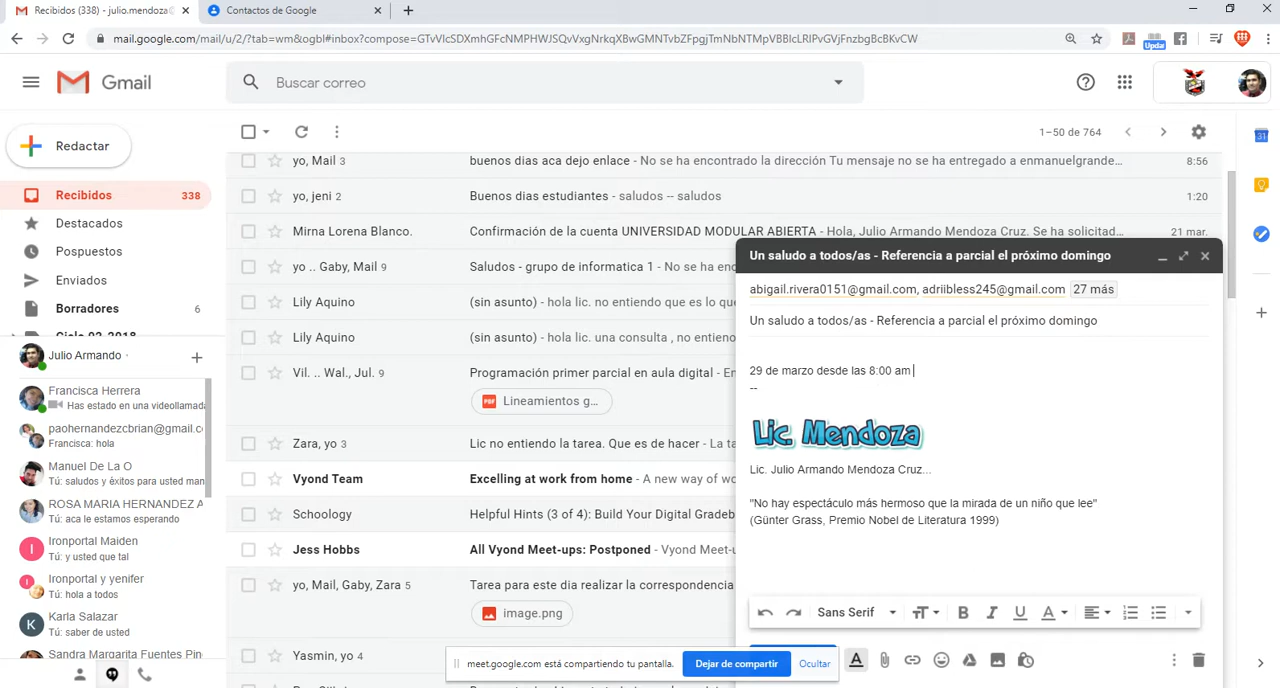 Recibidos (338) - julio.mendoza@
Contactos de Google
mail.google.com/mail/u/2/?tab=wm&ogbl#inbox?compose=
Gmail
Buscar correo
Redactar
1–50 de 764
Recibidos 338
Destacados
Pospuestos
Enviados
Borradores 6
Ciclo 02-2018
Julio Armando
Francisca Herrera
Has estado en una videollamada
paohernandezcbrian@gmail.co
Francisca: hola
Manuel De La O
Tú: saludos y éxitos para usted man
ROSA MARIA HERNANDEZ A
Tú: aca le estamos esperando
Ironportal Maiden
Tú: y usted que tal
Ironportal y yenifer
Tú: hola a todos
Karla Salazar
Tú: saber de usted
Sandra Margarita Fuentes Pin
yo, Mail 3 buenos dias aca dejo enlace - No se ha encontrado la dirección Tu mensaje no se ha entregado a enmanuelgrande... 8:56
yo, jeni 2 Buenos dias estudiantes - saludos -- saludos 1:20
Mirna Lorena Blanco. Confirmación de la cuenta UNIVERSIDAD MODULAR ABIERTA - Hola, Julio Armando Mendoza Cruz. Se ha solicitad... 21 mar.
yo .. Gaby, Mail 9 Saludos - grupo de informatica 1 - No se ha en
Lily Aquino (sin asunto) - hola lic. no entiendo que es lo que
Lily Aquino (sin asunto) - hola lic. una consulta , no entieno
Vil. .. Wal., Jul. 9 Programación primer parcial en aula digital - En
PDF Lineamientos g...
Zara, yo 3 Lic no entiendo la tarea. Que es de hacer - La ta
Vyond Team Excelling at work from home - A new way of wo
Schoology Helpful Hints (3 of 4): Build Your Digital Gradeb
Jess Hobbs All Vyond Meet-ups: Postponed - Vyond Meet-u
yo, Mail, Gaby, Zara 5 Tarea para este dia realizar la correspondencia
image.png
Yasmin, yo 4
Un saludo a todos/as - Referencia a parcial el próximo domingo
abigail.rivera0151@gmail.com, adriibless245@gmail.com 27 más
Un saludo a todos/as - Referencia a parcial el próximo domingo
29 de marzo desde las 8:00 am
--
Lic. Mendoza
Lic. Julio Armando Mendoza Cruz...
"No hay espectáculo más hermoso que la mirada de un niño que lee"
(Günter Grass, Premio Nobel de Literatura 1999)
Sans Serif
meet.google.com está compartiendo tu pantalla. Dejar de compartir Ocultar
Updat
31